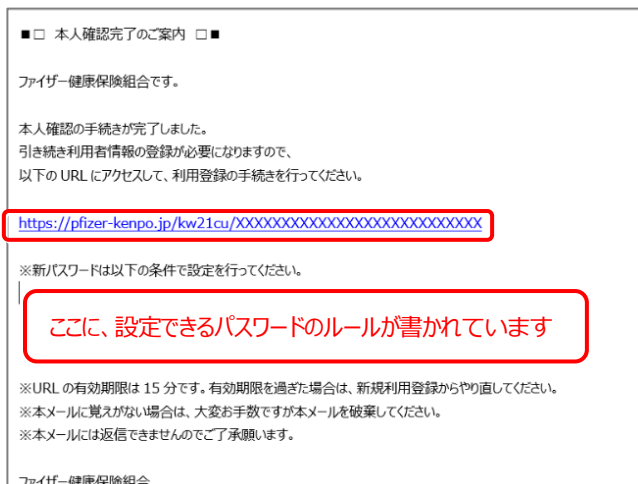 ■□ 本人確認完了のご案内 □■
ファイザー健康保険組合です。
本人確認の手続きが完了しました。
引き続き利用者情報の登録が必要になりますので、
以下の URL にアクセスして、利用登録の手続きを行ってください。
https://pfizer-kenpo.jp/kw21cu/XXXXXXXXXXXXXXXXXXXXXXXXXXX
※新パスワードは以下の条件で設定を行ってください。
ここに、設定できるパスワードのルールが書かれています
※URL の有効期限は 15 分です。有効期限を過ぎた場合は、新規利用登録からやり直してください。
※本メールに覚えがない場合は、大変お手数ですが本メールを破棄してください。
※本メールには返信できませんのでご了承願います。
ファイザー健康保険組合